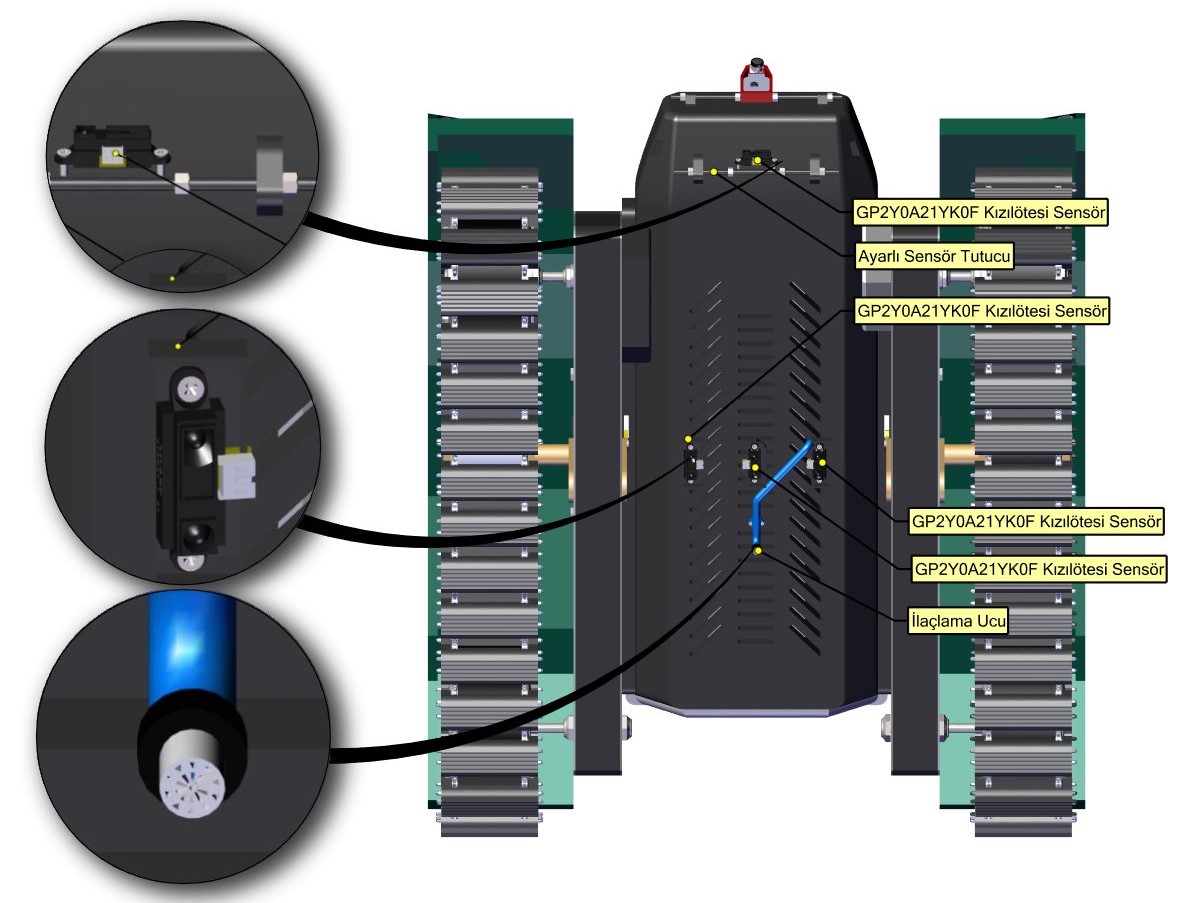 GP2Y0A21YK0F Kızılötesi Sensör
Ayarlı Sensör Tutucu
GP2Y0A21YK0F Kızılötesi Sensör
GP2Y0A21YK0F Kızılötesi Sensör
GP2Y0A21YK0F Kızılötesi Sensör
İlaçlama Ucu